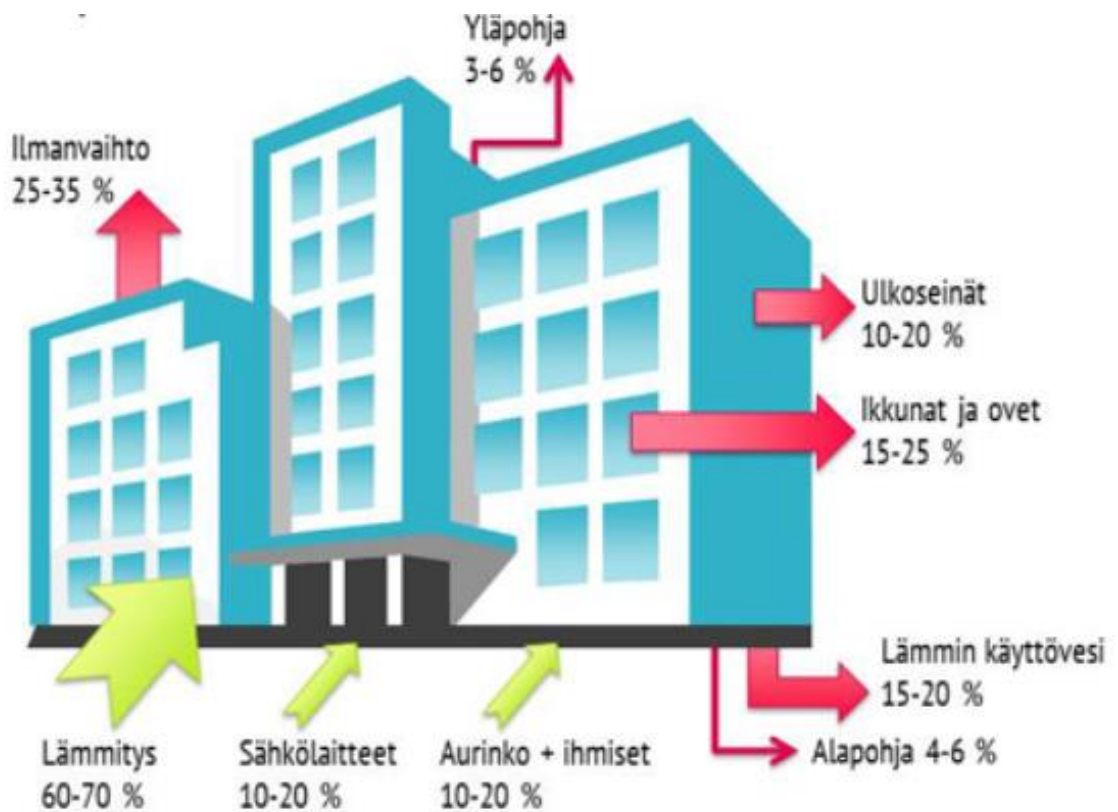 Yläpohja
3-6 %
Ilmanvaihto
25-35 %
Ulkoseinät
10-20 %
Ikkunat ja ovet
15-25 %
Lämmin käyttövesi
15-20 %
Alapohja 4-6 %
Lämmitys
60-70 %
Sähkölaitteet
10-20 %
Aurinko + ihmiset
10-20 %